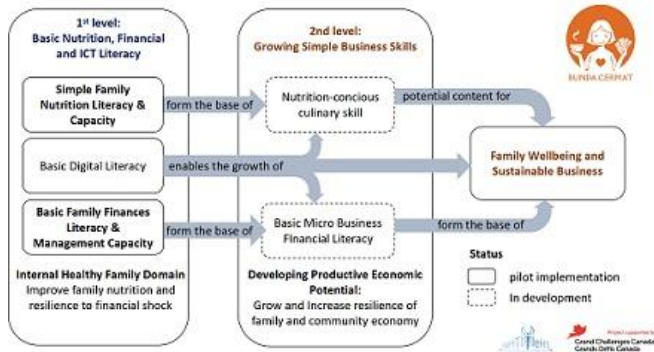 1st level:
Basic Nutrition, Financial
and ICT Literacy
Simple Family
Nutrition Literacy &
Capacity
Basic Digital Literacy
Basic Family Finances
Literacy &
Management Capacity
Internal Healthy Family Domain
Improve family nutrition and
resilience to financial shock
form the base of
enables the growth of
form the base of
2nd level:
Growing Simple Business Skills
Nutrition-concious
culinary skill
Basic Micro Business
Financial Literacy
Developing Productive Economic
Potential:
Grow and Increase resilience of
family and community economy
potential content for
form the base of
Family Wellbeing and
Sustainable Business
BUNDA CERMAT
Status
pilot implementation
In development
Project supported by
Grand Challenges Canada
Grands Défis Canada